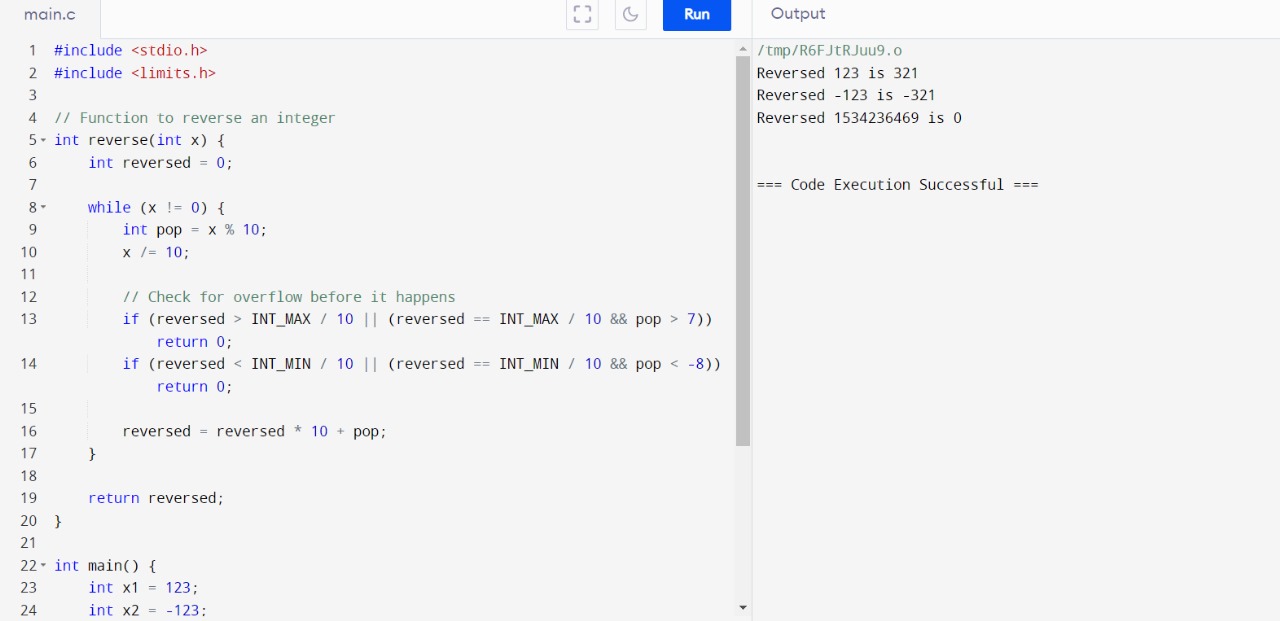 main.c
Run
Output
1 #include <stdio.h>
2 #include <limits.h>
3
4 // Function to reverse an integer
5 int reverse(int x) {
6     int reversed = 0;
7
8     while (x != 0) {
9         int pop = x % 10;
10         x /= 10;
11
12         // Check for overflow before it happens
13         if (reversed > INT_MAX / 10 || (reversed == INT_MAX / 10 && pop > 7))
            return 0;
14         if (reversed < INT_MIN / 10 || (reversed == INT_MIN / 10 && pop < -8))
            return 0;
15
16         reversed = reversed * 10 + pop;
17     }
18
19     return reversed;
20 }
21
22 int main() {
23     int x1 = 123;
24     int x2 = -123;
/tmp/R6FJtRJuu9.o
Reversed 123 is 321
Reversed -123 is -321
Reversed 1534236469 is 0
=== Code Execution Successful ===